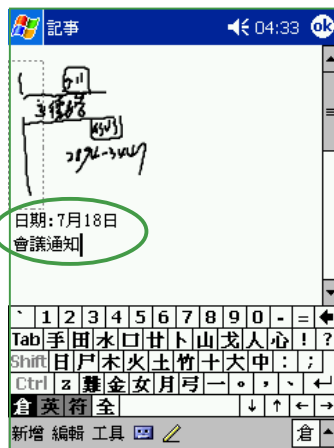 記事 04:33 ok
日期:7月18日
會議通知
` 1 2 3 4 5 6 7 8 9 0 - =
Tab 手 田 水 口 廿 卜 山 戈 人 心 ! ?
Shift 日 尸 木 火 土 竹 十 大 中 : ;
Ctrl z 難 金 女 月 弓 一 。 , 、
倉 英 符 全 ↓ ↑ ← →
新增 編輯 工具 倉